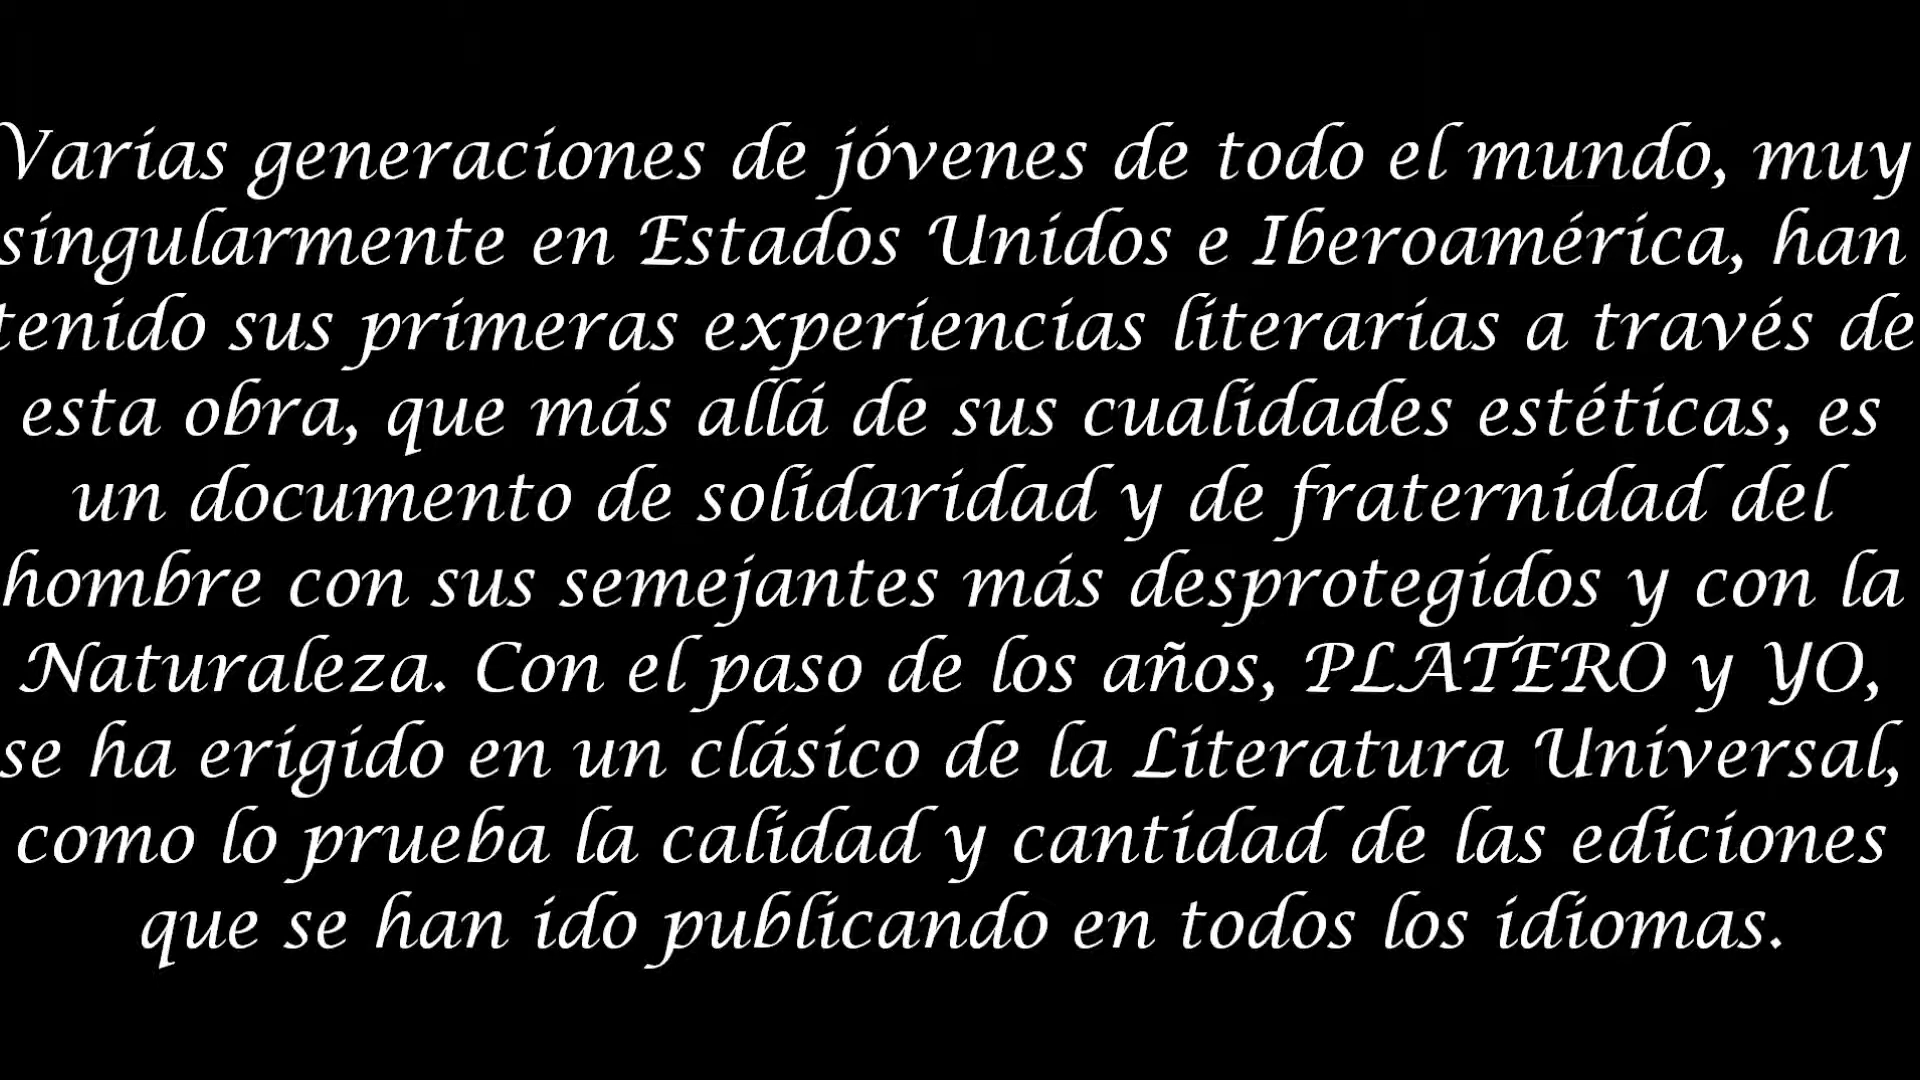 Varias generaciones de jóvenes de todo el mundo, muy
singularmente en Estados Unidos e Iberoamérica, han
tenido sus primeras experiencias literarias a través de
esta obra, que más allá de sus cualidades estéticas, es
un documento de solidaridad y de fraternidad del
hombre con sus semejantes más desprotegidos y con la
Naturaleza. Con el paso de los años, PLATERO y YO,
se ha erigido en un clásico de la Literatura Universal,
como lo prueba la calidad y cantidad de las ediciones
que se han ido publicando en todos los idiomas.